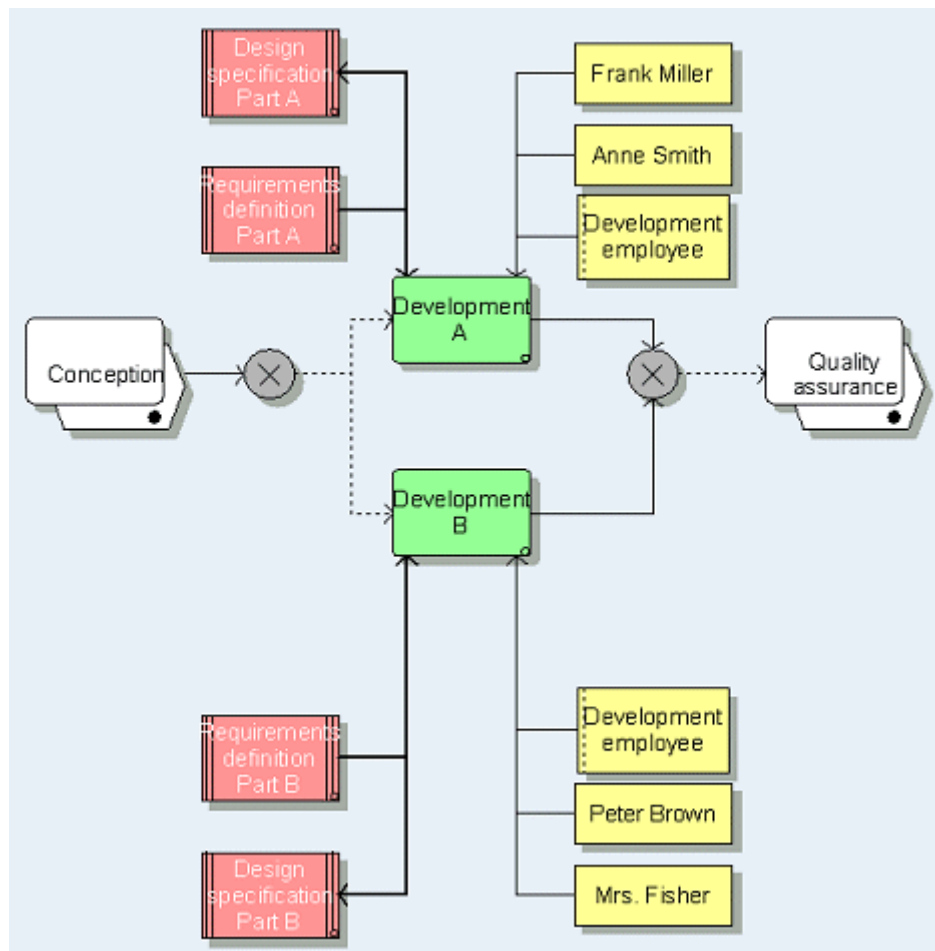 Design
specification
Part A
Frank Miller
Anne Smith
Requirements
definition
Part A
Development
employee
Development
A
Conception
Quality
assurance
Development
B
Requirements
definition
Part B
Development
employee
Peter Brown
Design
specification
Part B
Mrs. Fisher